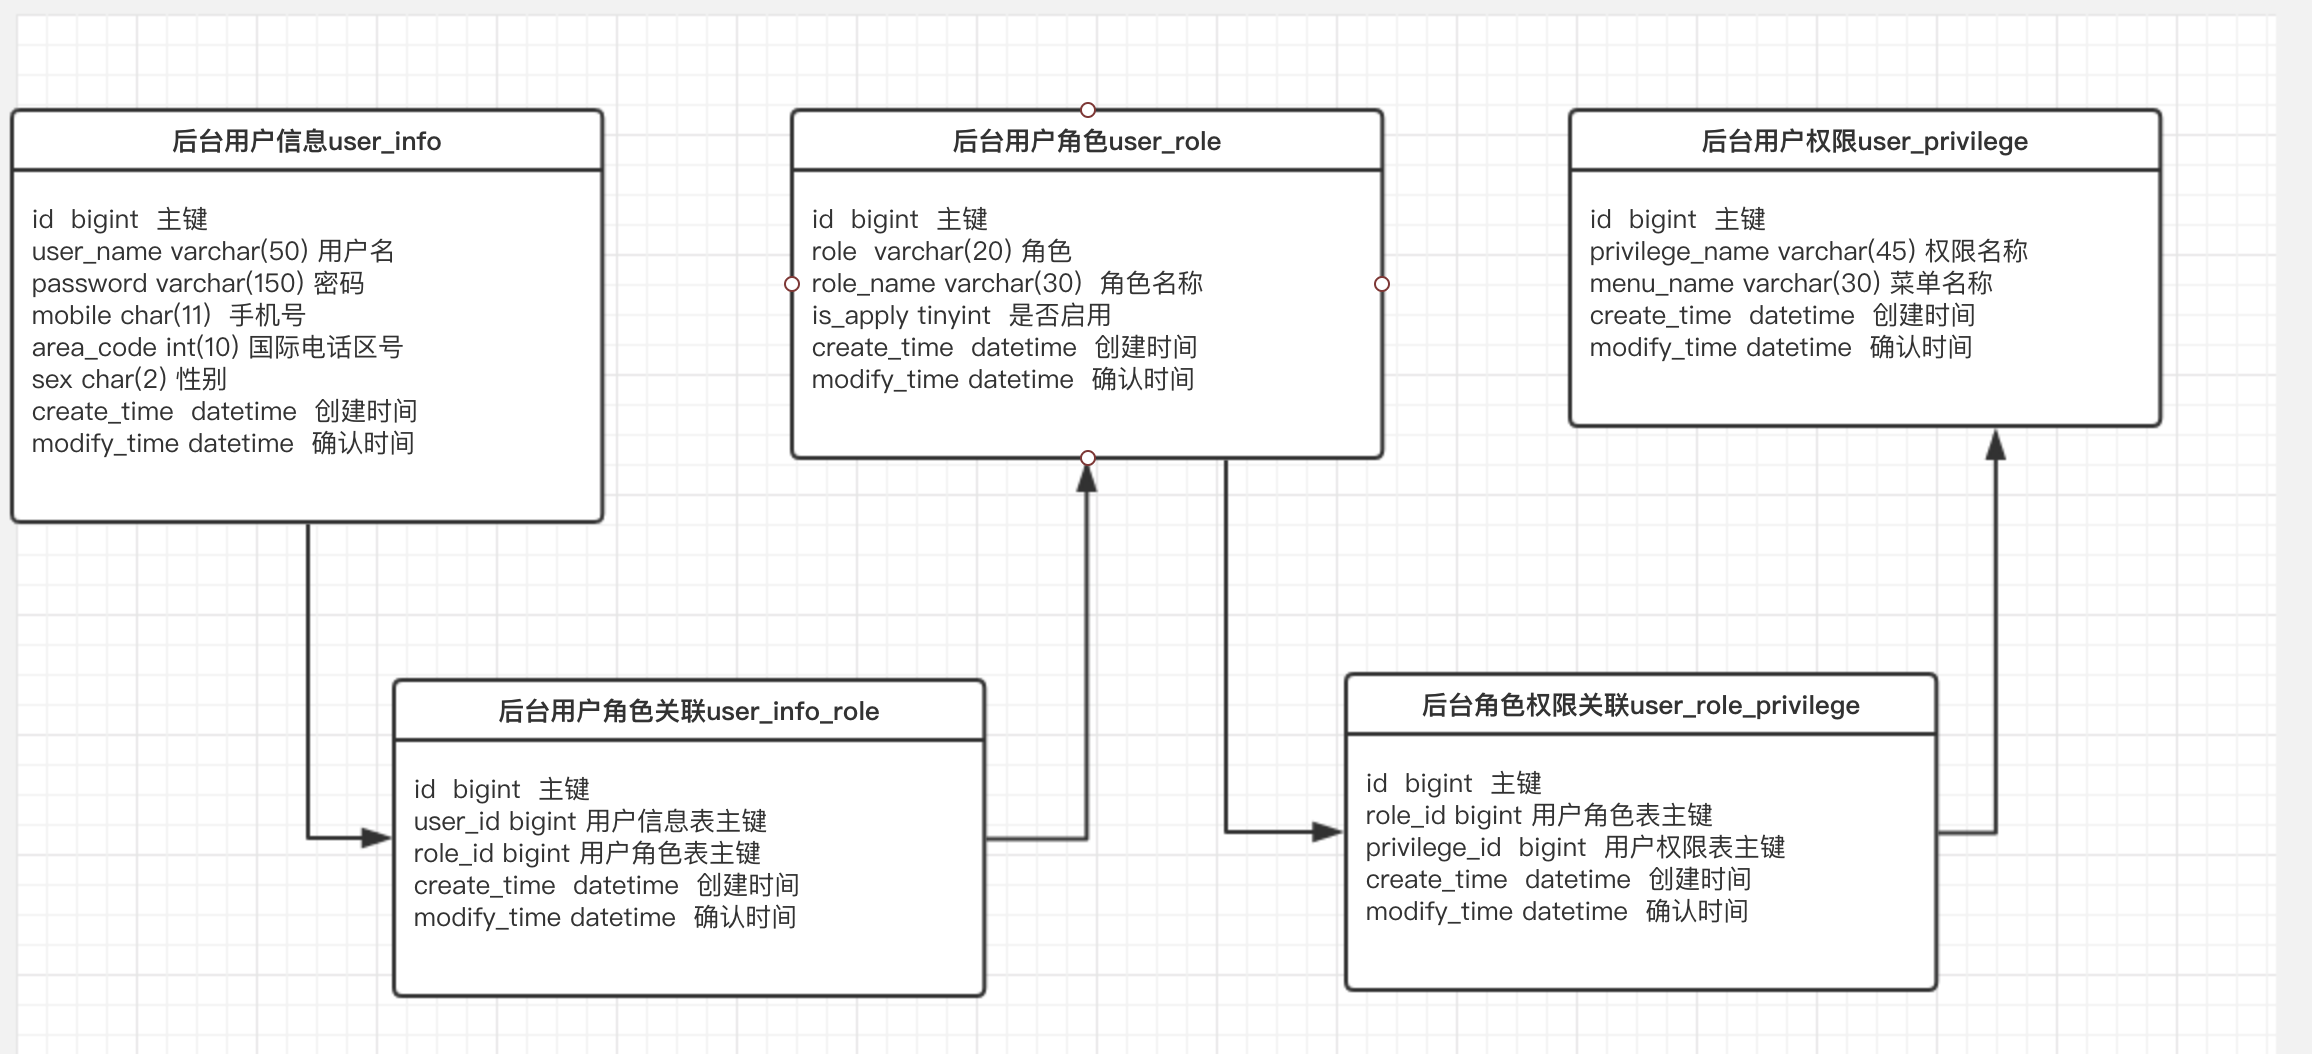 后台用户信息user_info
id bigint 主键
user_name varchar(50) 用户名
password varchar(150) 密码
mobile char(11) 手机号
area_code int(10) 国际电话区号
sex char(2) 性别
create_time datetime 创建时间
modify_time datetime 确认时间
后台用户角色user_role
id bigint 主键
role varchar(20) 角色
role_name varchar(30) 角色名称
is_apply tinyint 是否启用
create_time datetime 创建时间
modify_time datetime 确认时间
后台用户权限user_privilege
id bigint 主键
privilege_name varchar(45) 权限名称
menu_name varchar(30) 菜单名称
create_time datetime 创建时间
modify_time datetime 确认时间
后台用户角色关联user_info_role
id bigint 主键
user_id bigint 用户信息表主键
role_id bigint 用户角色表主键
create_time datetime 创建时间
modify_time datetime 确认时间
后台角色权限关联user_role_privilege
id bigint 主键
role_id bigint 用户角色表主键
privilege_id bigint 用户权限表主键
create_time datetime 创建时间
modify_time datetime 确认时间